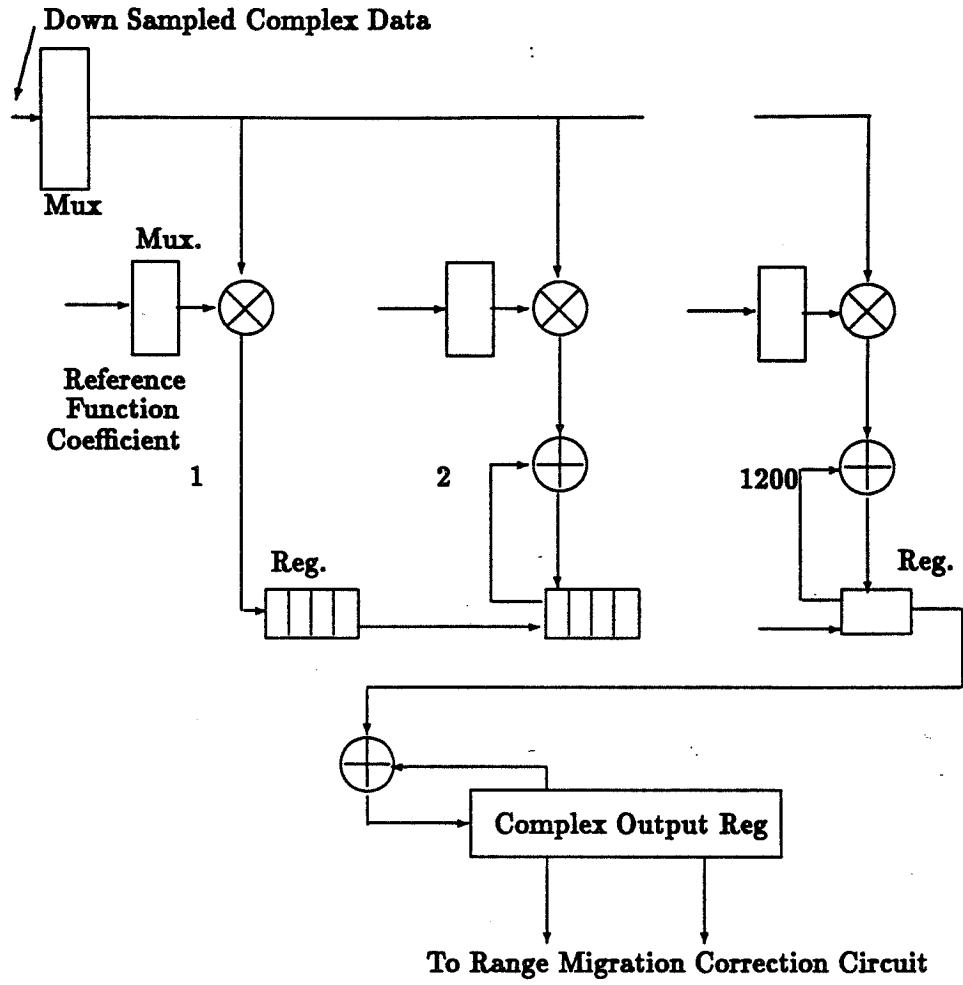 Down Sampled Complex Data
Mux
Mux.
Reference
Function
Coefficient
1
2
1200
Reg.
Reg.
Complex Output Reg
To Range Migration Correction Circuit